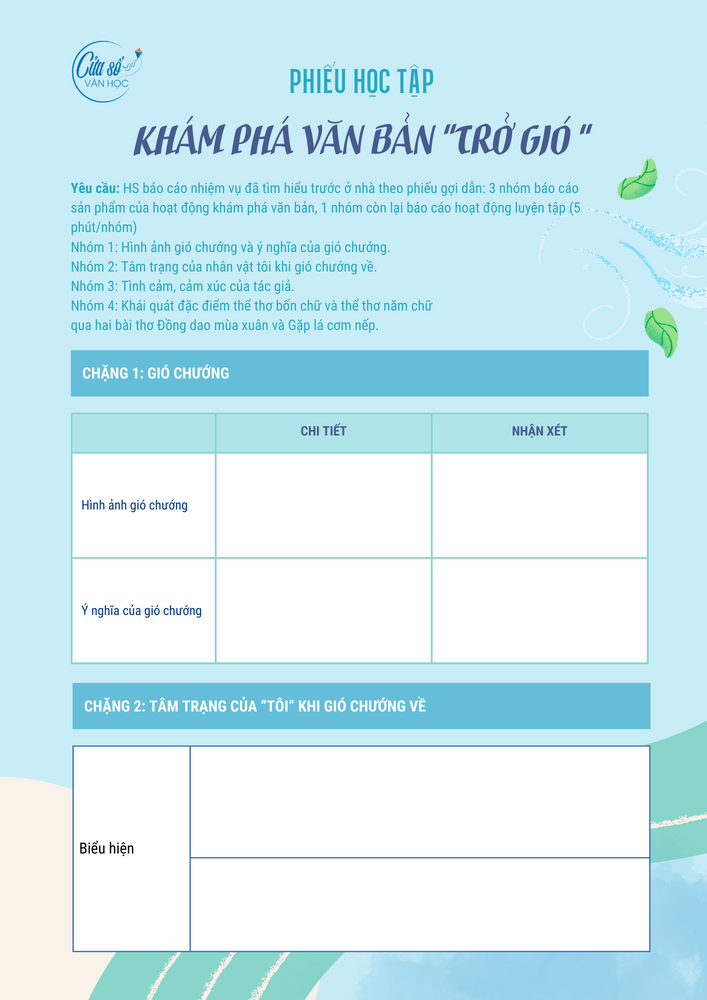 Cửa sổ
VĂN HỌC
PHIẾU HỌC TẬP
KHÁM PHÁ VĂN BẢN "TRỞ GIÓ "
Yêu cầu: HS báo cáo nhiệm vụ đã tìm hiểu trước ở nhà theo phiếu gợi dẫn: 3 nhóm báo cáo
sản phẩm của hoạt động khám phá văn bản, 1 nhóm còn lại báo cáo hoạt động luyện tập (5
phút/nhóm)
Nhóm 1: Hình ảnh gió chướng và ý nghĩa của gió chướng.
Nhóm 2: Tâm trạng của nhân vật tôi khi gió chướng về.
Nhóm 3: Tình cảm, cảm xúc của tác giả.
Nhóm 4: Khái quát đặc điểm thể thơ bốn chữ và thể thơ năm chữ
qua hai bài thơ Đồng dao mùa xuân và Gặp lá cơm nếp.
CHẶNG 1: GIÓ CHƯỚNG
CHI TIẾT NHẬN XÉT
Hình ảnh gió chướng
Ý nghĩa của gió chướng
CHẶNG 2: TÂM TRẠNG CỦA “TÔI” KHI GIÓ CHƯỚNG VỀ
Biểu hiện